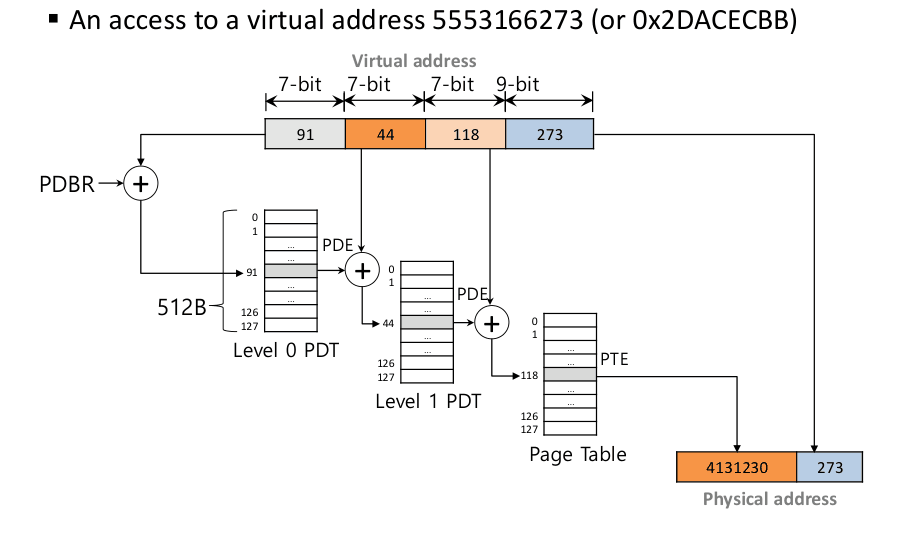 ▪ An access to a virtual address 5553166273 (or 0x2DACECBB)
Virtual address
7-bit 7-bit 7-bit 9-bit
91 44 118 273
PDBR
+
0
1
...
...
91
...
...
126
127
512B
Level 0 PDT
PDE
+
0
1
...
...
44
...
...
126
127
Level 1 PDT
PDE
+
0
1
...
...
118
...
...
126
127
Page Table
PTE
4131230 273
Physical address